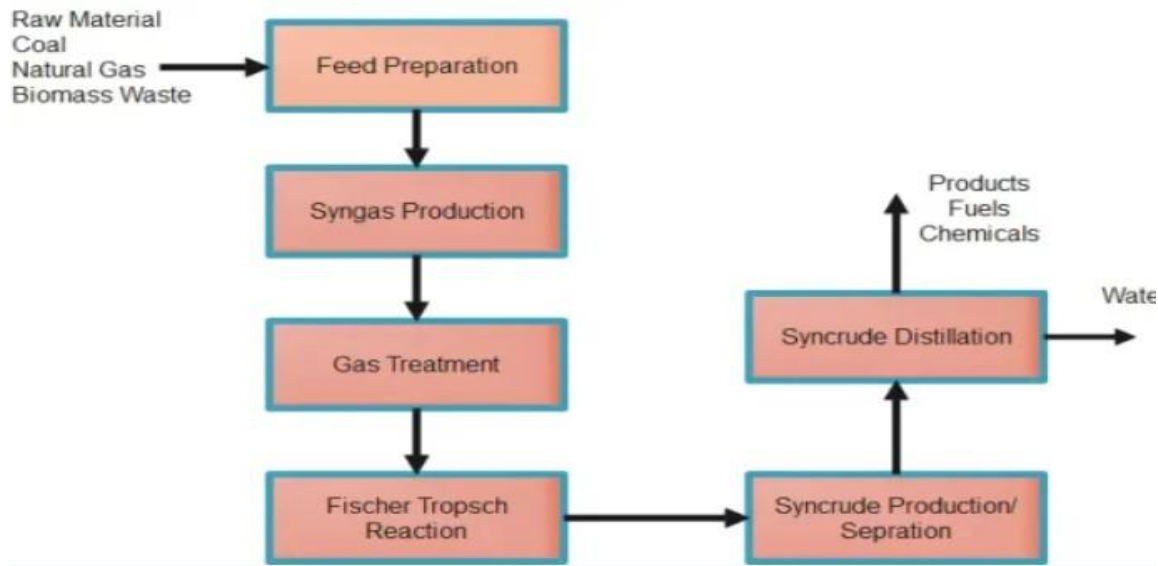 Raw Material
Coal
Natural Gas
Biomass Waste
Feed Preparation
Syngas Production
Gas Treatment
Fischer Tropsch
Reaction
Syncrude Production/
Sepration
Syncrude Distillation
Products
Fuels
Chemicals
Wate